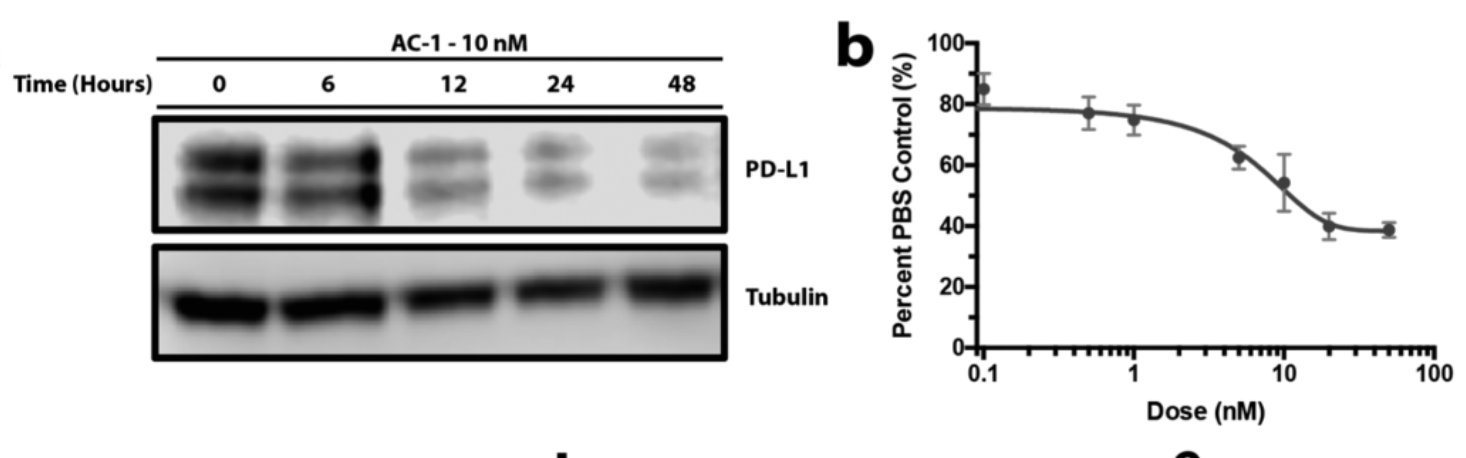 AC-1 - 10 nM
Time (Hours) 0 6 12 24 48
PD-L1
Tubulin
b
Percent PBS Control (%)
100
80
60
40
20
0
0.1 1 10 100
Dose (nM)